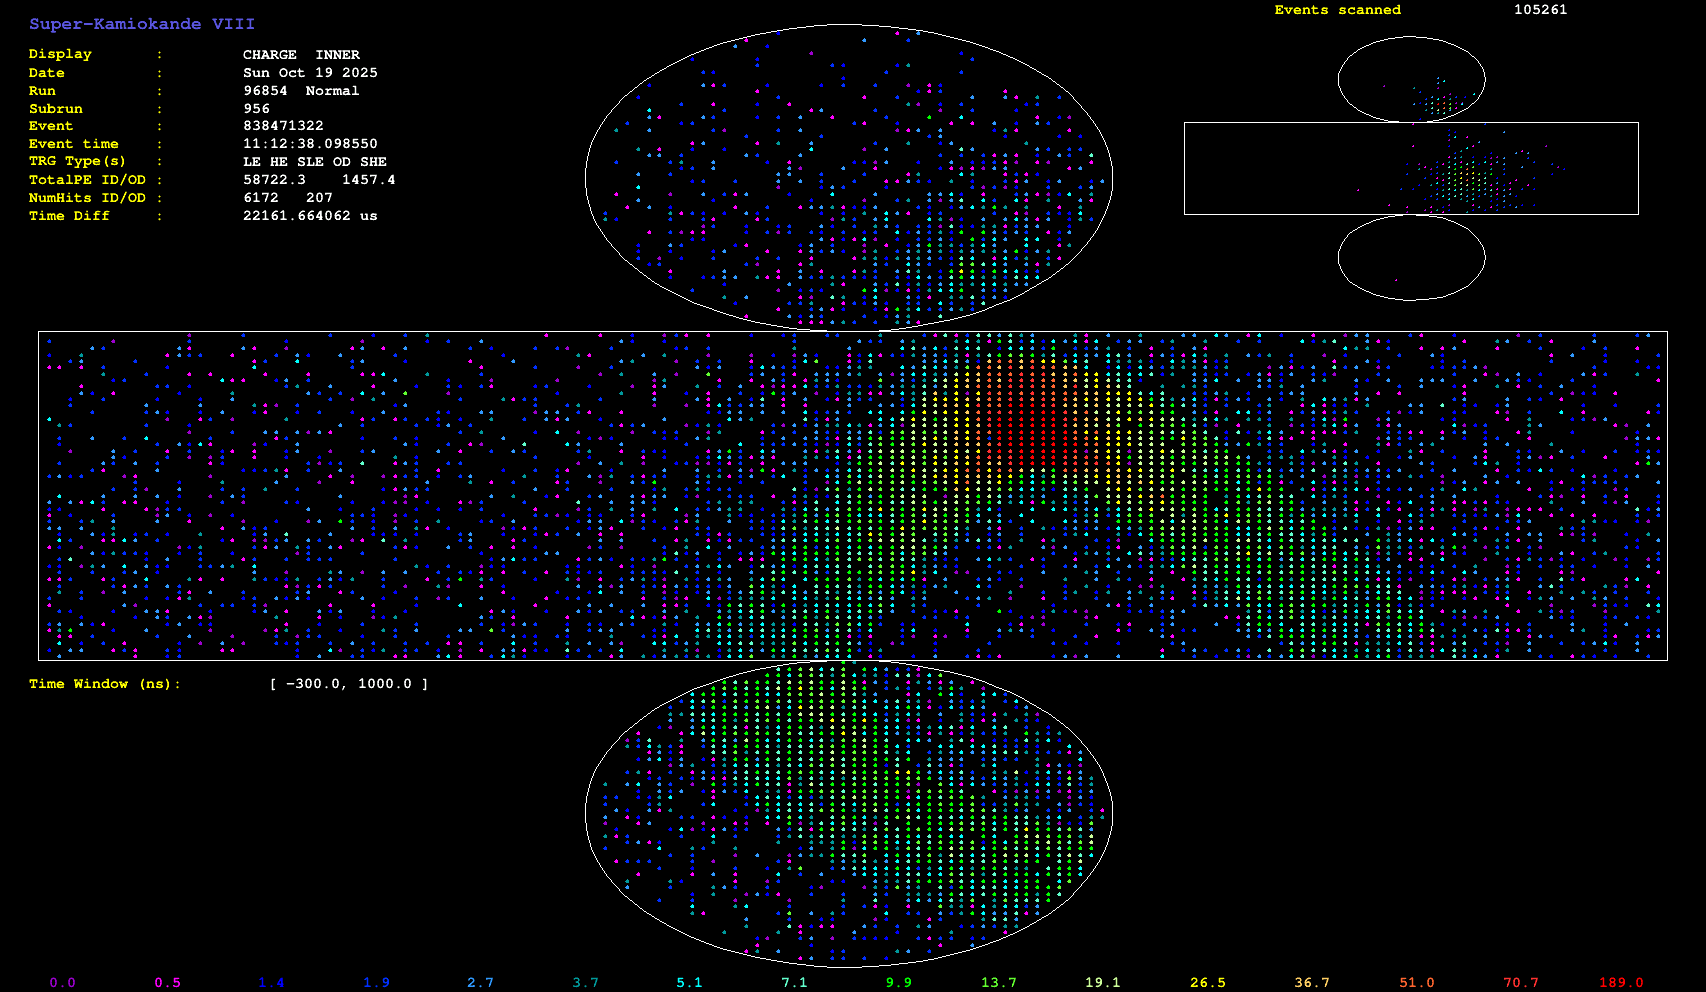 Super-Kamiokande VIII
Events scanned 105261
Display : CHARGE INNER
Date : Sun Oct 19 2025
Run : 96854 Normal
Subrun : 956
Event : 838471322
Event time : 11:12:38.098550
TRG Type(s) : LE HE SLE OD SHE
TotalPE ID/OD : 58722.3 1457.4
NumHits ID/OD : 6172 207
Time Diff : 22161.664062 us
Time Window (ns): [ -300.0, 1000.0 ]
0.0 0.5 1.4 1.9 2.7 3.7 5.1 7.1 9.9 13.7 19.1 26.5 36.7 51.0 70.7 189.0